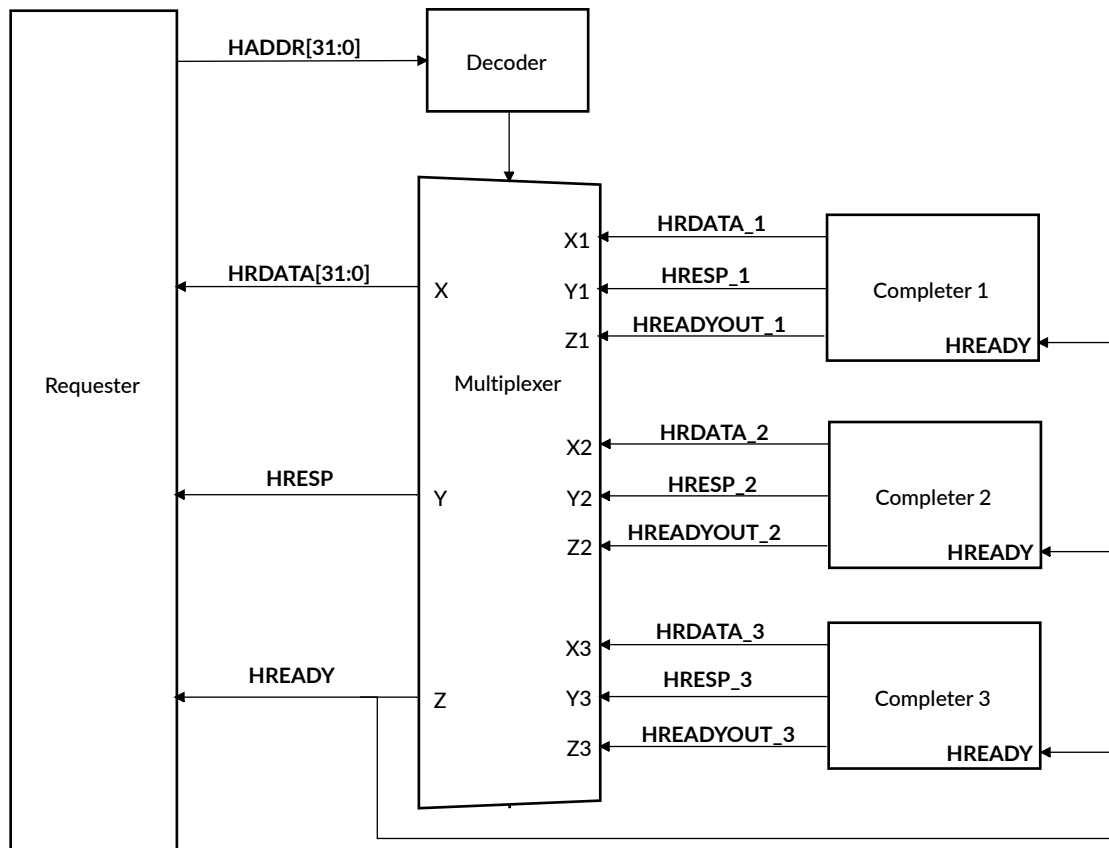 HADDR[31:0]
Decoder
HRDATA[31:0]
HRESP
HREADY
Requester
X
Y
Z
Multiplexer
X1
Y1
Z1
X2
Y2
Z2
X3
Y3
Z3
HRDATA_1
HRESP_1
HREADYOUT_1
Completer 1
HREADY
HRDATA_2
HRESP_2
HREADYOUT_2
Completer 2
HREADY
HRDATA_3
HRESP_3
HREADYOUT_3
Completer 3
HREADY